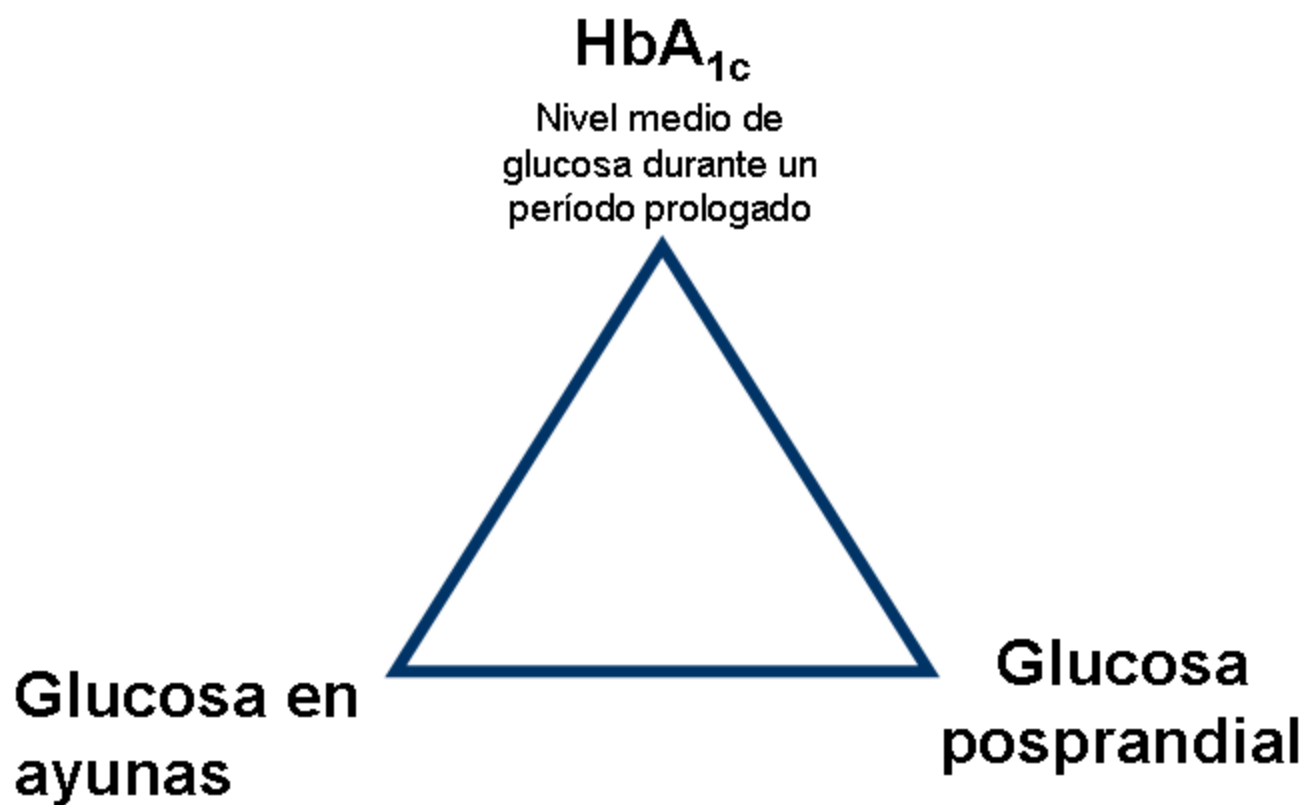 HbA1c
Nivel medio de
glucosa durante un
período prologado
Glucosa en
ayunas
Glucosa
posprandial